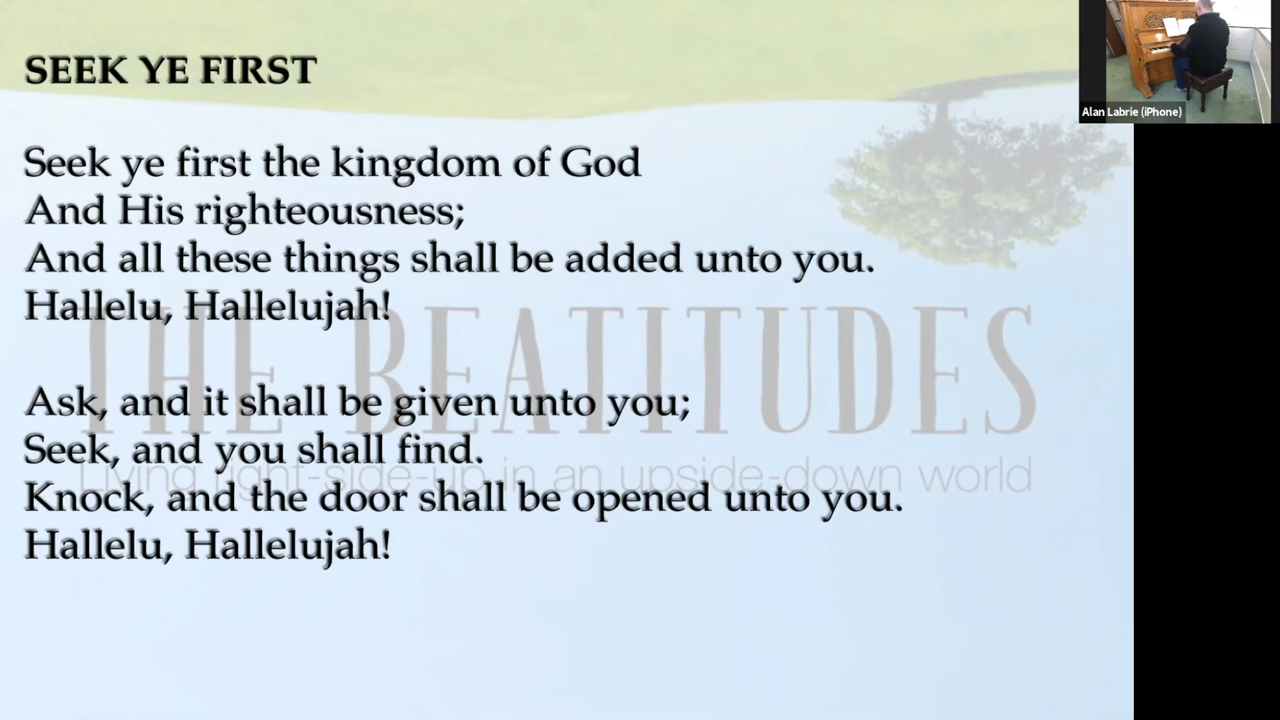 SEEK YE FIRST
Alan Labrie (iPhone)
Seek ye first the kingdom of God
And His righteousness;
And all these things shall be added unto you.
Hallelu, Hallelujah!
THE BEATITUDES
Ask, and it shall be given unto you;
Seek, and you shall find.
Living right-side-up in an upside-down world
Knock, and the door shall be opened unto you.
Hallelu, Hallelujah!